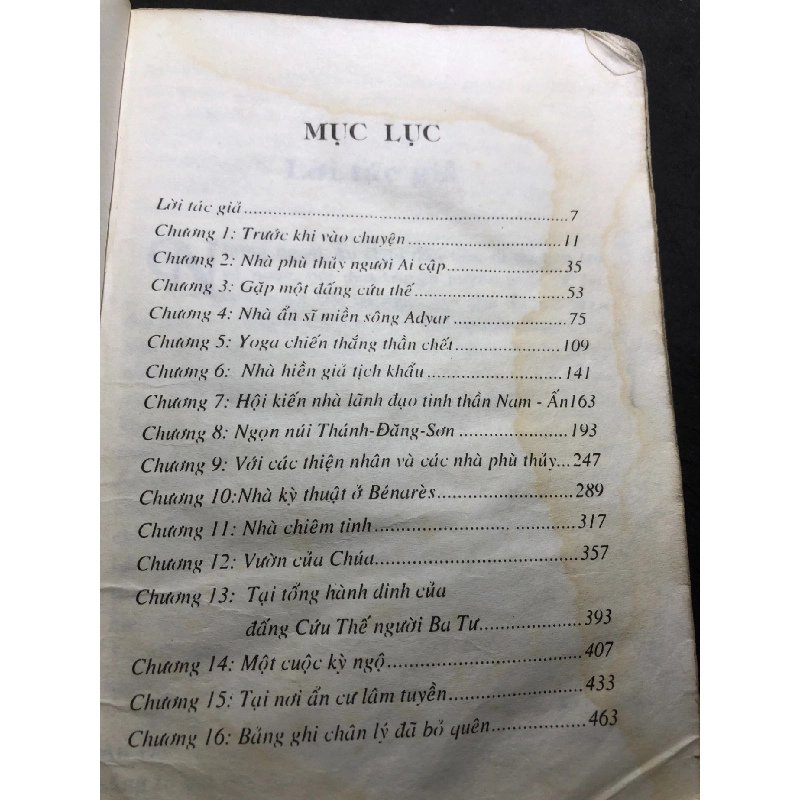 MỤC LỤC
Lời tác giả.....7
Chương 1: Trước khi vào chuyện.....11
Chương 2: Nhà phù thủy người Ai cập.....35
Chương 3: Gặp một đấng cứu thế.....53
Chương 4: Nhà ẩn sĩ miền sông Adyar.....75
Chương 5: Yoga chiến thắng thần chết.....109
Chương 6: Nhà hiền giả tịch khẩu.....141
Chương 7: Hội kiến nhà lãnh đạo tinh thần Nam - Ấn163
Chương 8: Ngọn núi Thánh-Đăng-Sơn.....193
Chương 9: Với các thiện nhân và các nhà phù thủy...247
Chương 10:Nhà kỳ thuật ở Bénarès.....289
Chương 11: Nhà chiêm tinh.....317
Chương 12: Vườn của Chúa.....357
Chương 13: Tại tổng hành dinh của
đấng Cứu Thế người Ba Tư.....393
Chương 14: Một cuộc kỳ ngộ.....407
Chương 15: Tại nơi ẩn cư lâm tuyền.....433
Chương 16: Bảng ghi chân lý đã bỏ quên.....463